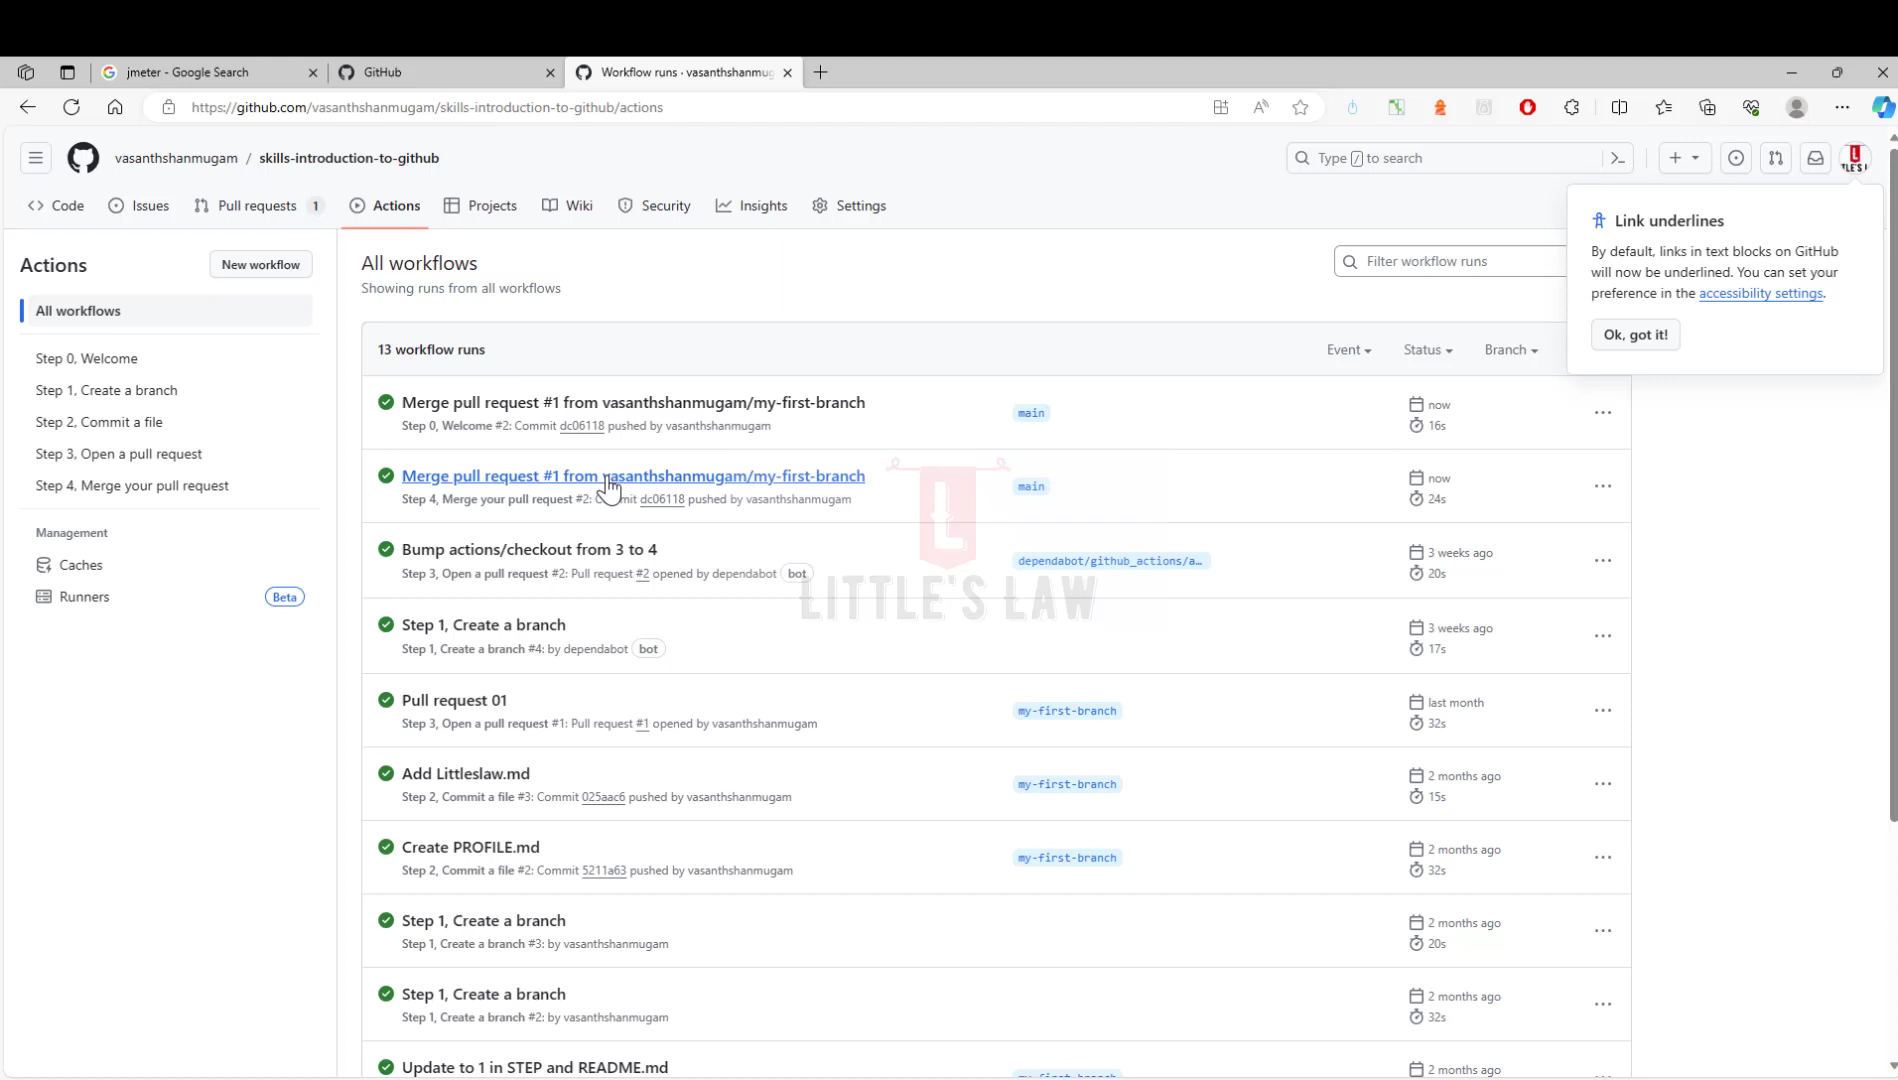 jmeter - Google Search
GitHub
Workflow runs · vasanthshanmug
https://github.com/vasanthshanmugam/skills-introduction-to-github/actions
vasanthshanmugam / skills-introduction-to-github
Type / to search
Code
Issues
Pull requests 1
Actions
Projects
Wiki
Security
Insights
Settings
Link underlines
By default, links in text blocks on GitHub
will now be underlined. You can set your
preference in the accessibility settings.
Ok, got it!
Actions
New workflow
All workflows
Step 0, Welcome
Step 1, Create a branch
Step 2, Commit a file
Step 3, Open a pull request
Step 4, Merge your pull request
Management
Caches
Runners Beta
All workflows
Showing runs from all workflows
Filter workflow runs
13 workflow runs
Event Status Branch
Merge pull request #1 from vasanthshanmugam/my-first-branch
Step 0, Welcome #2: Commit dc06118 pushed by vasanthshanmugam
main
now
16s
Merge pull request #1 from vasanthshanmugam/my-first-branch
Step 4, Merge your pull request #2: dc06118 pushed by vasanthshanmugam
main
now
24s
Bump actions/checkout from 3 to 4
Step 3, Open a pull request #2: Pull request #2 opened by dependabot bot
dependabot/github_actions/a…
3 weeks ago
20s
L
LITTLE'S LAW
Step 1, Create a branch
Step 1, Create a branch #4: by dependabot bot
3 weeks ago
17s
Pull request 01
Step 3, Open a pull request #1: Pull request #1 opened by vasanthshanmugam
my-first-branch
last month
32s
Add Littleslaw.md
Step 2, Commit a file #3: Commit 025aac6 pushed by vasanthshanmugam
my-first-branch
2 months ago
15s
Create PROFILE.md
Step 2, Commit a file #2: Commit 5211a63 pushed by vasanthshanmugam
my-first-branch
2 months ago
32s
Step 1, Create a branch
Step 1, Create a branch #3: by vasanthshanmugam
2 months ago
20s
Step 1, Create a branch
Step 1, Create a branch #2: by vasanthshanmugam
2 months ago
32s
Update to 1 in STEP and README.md
my-first-branch
2 months ago